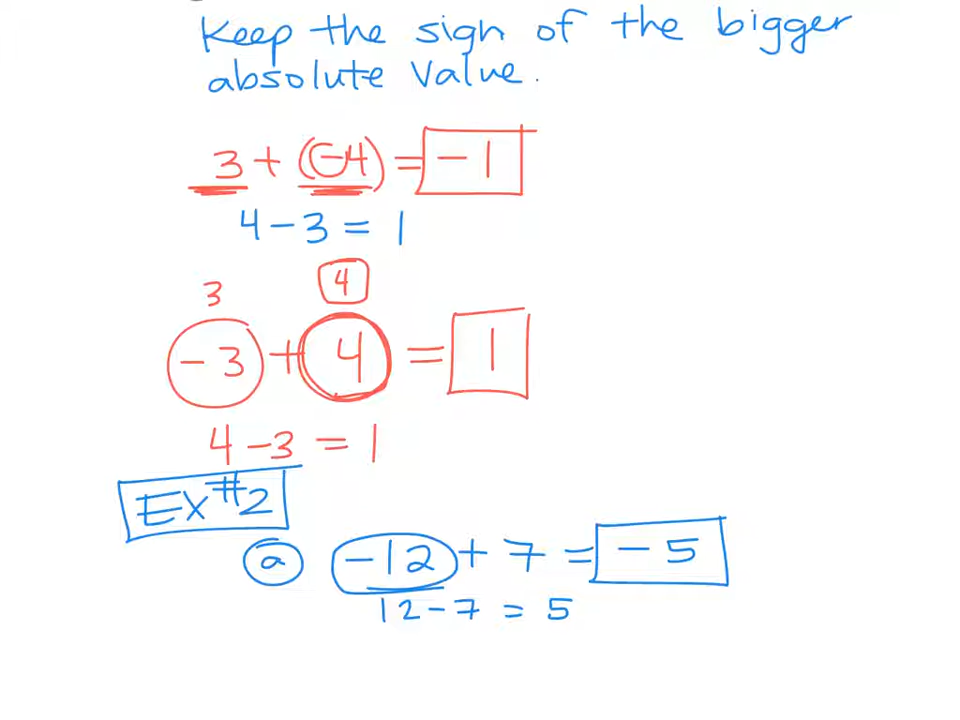 Keep the sign of the bigger
absolute value.
3 + (-4) = -1
4 - 3 = 1
3 4
-3 + 4 = 1
4 - 3 = 1
Ex #2
a -12 + 7 = -5
12 - 7 = 5